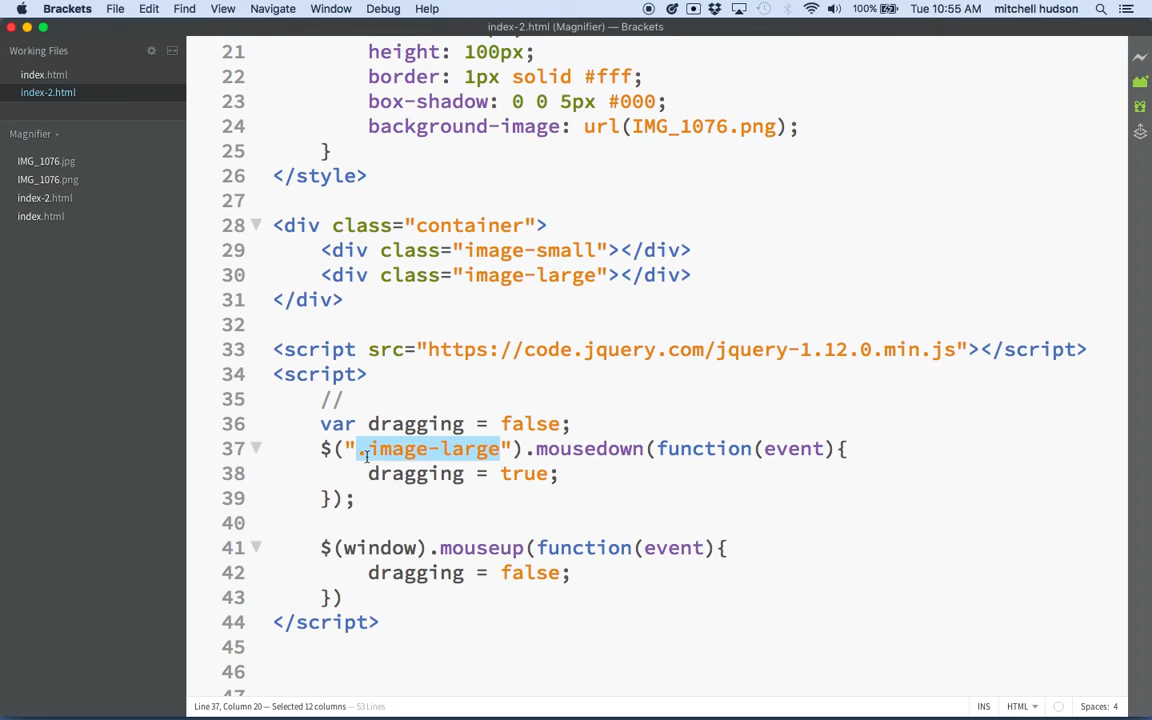 Brackets File Edit Find View Navigate Window Debug Help 100% Tue 10:55 AM mitchell hudson
index-2.html (Magnifier) — Brackets
Working Files
index.html
index-2.html
Magnifier
IMG_1076.jpg
IMG_1076.png
index-2.html
index.html
21 height: 100px;
22 border: 1px solid #fff;
23 box-shadow: 0 0 5px #000;
24 background-image: url(IMG_1076.png);
25 }
26 </style>
27
28 <div class="container">
29 <div class="image-small"></div>
30 <div class="image-large"></div>
31 </div>
32
33 <script src="https://code.jquery.com/jquery-1.12.0.min.js"></script>
34 <script>
35 //
36 var dragging = false;
37 $(".image-large").mousedown(function(event){
38 dragging = true;
39 });
40
41 $(window).mouseup(function(event){
42 dragging = false;
43 })
44 </script>
45
46
47
Line 37, Column 20 — Selected 12 columns — 53 Lines INS HTML Spaces: 4